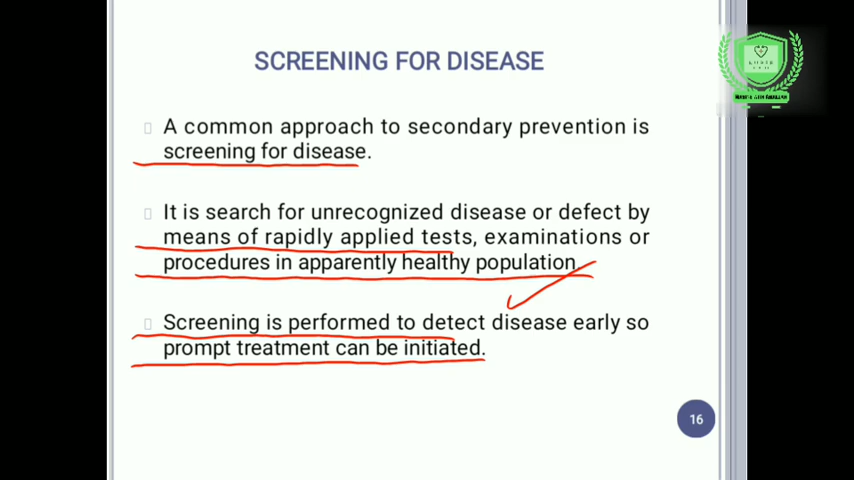 SCREENING FOR DISEASE
A common approach to secondary prevention is
screening for disease.
It is search for unrecognized disease or defect by
means of rapidly applied tests, examinations or
procedures in apparently healthy population
Screening is performed to detect disease early so
prompt treatment can be initiated.
16